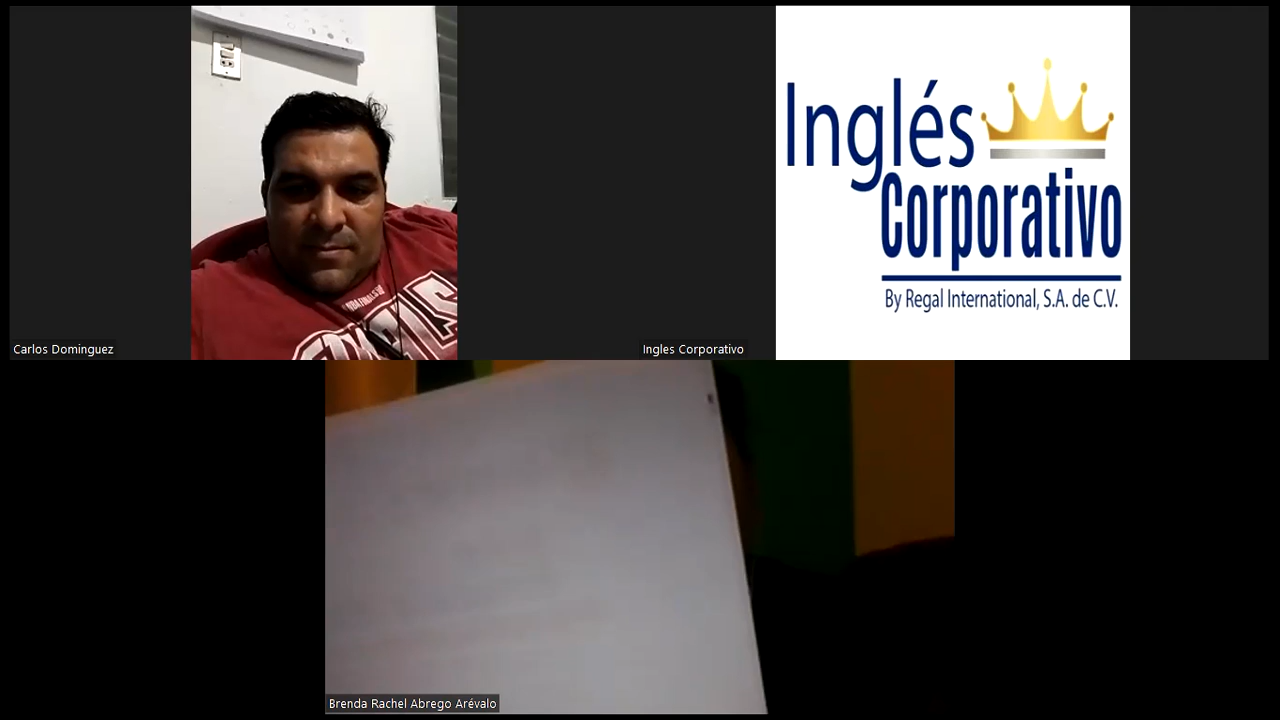 Inglés
Corporativo
By Regal International, S.A. de C.V.
Carlos Dominguez
Ingles Corporativo
Brenda Rachel Abrego Arévalo